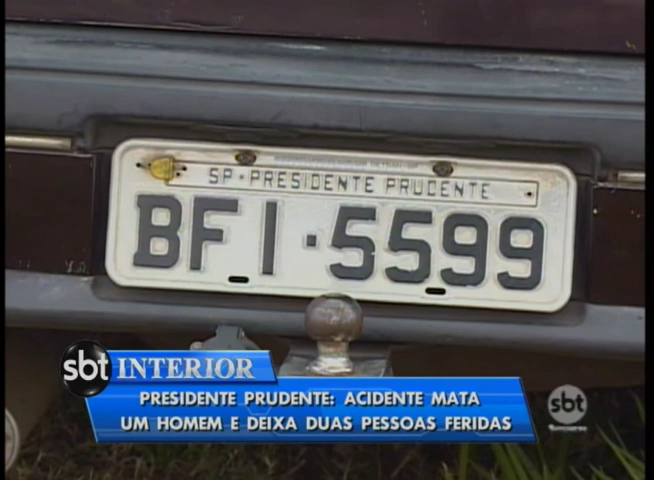 SP-PRESIDENTE PRUDENTE
BFI·5599
sbt INTERIOR
PRESIDENTE PRUDENTE: ACIDENTE MATA
UM HOMEM E DEIXA DUAS PESSOAS FERIDAS
sbt